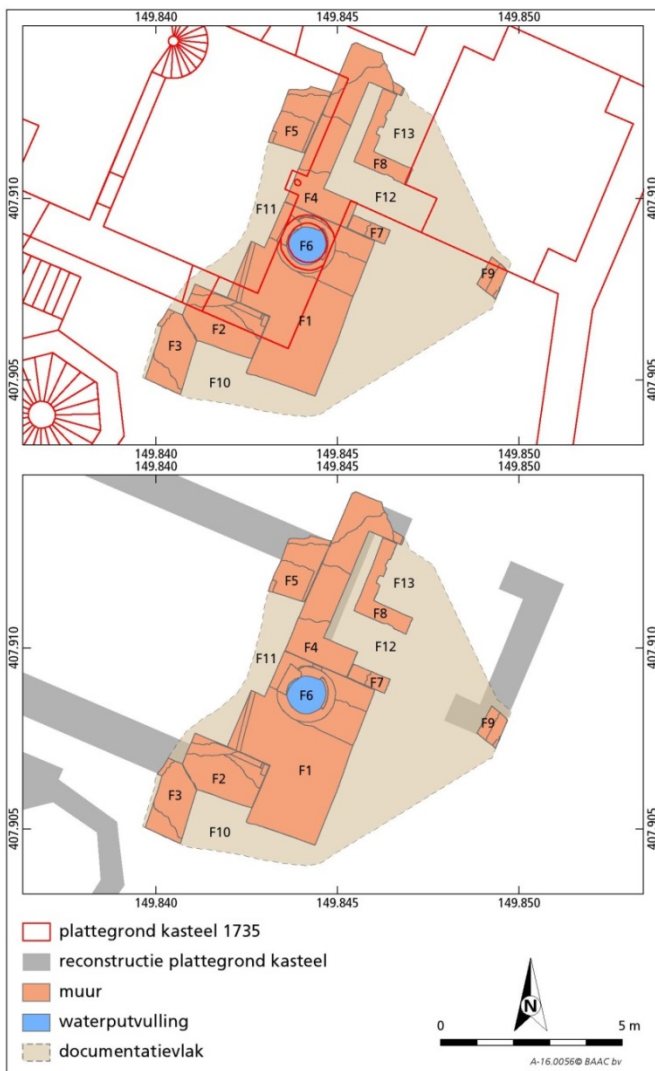 149.840 149.845 149.850
F5
F13
F8
407.910
F4
407.910
F11
F12
F7
F6
F9
F1
F2
F3
407.905
F10
407.905
149.840 149.845 149.850
149.840 149.845 149.850
F5
F13
F8
407.910
F4
407.910
F11
F12
F7
F6
F9
F1
F2
F3
407.905
F10
407.905
149.840 149.845 149.850
plattegrond kasteel 1735
reconstructie plattegrond kasteel
muur
waterputvulling
documentatievlak
N
0 5 m
A-16.0056© BAAC bv